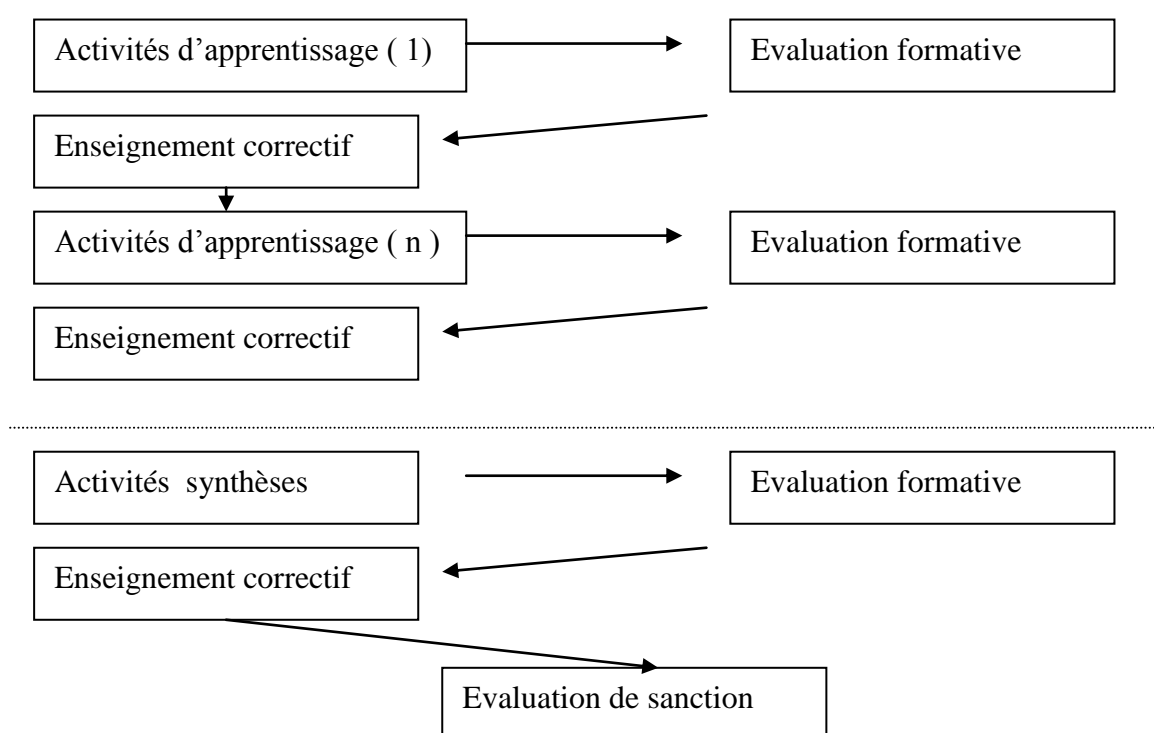 Activités d’apprentissage ( 1)
Evaluation formative
Enseignement correctif
Activités d’apprentissage ( n )
Evaluation formative
Enseignement correctif
Activités  synthèses
Evaluation formative
Enseignement correctif
Evaluation de sanction